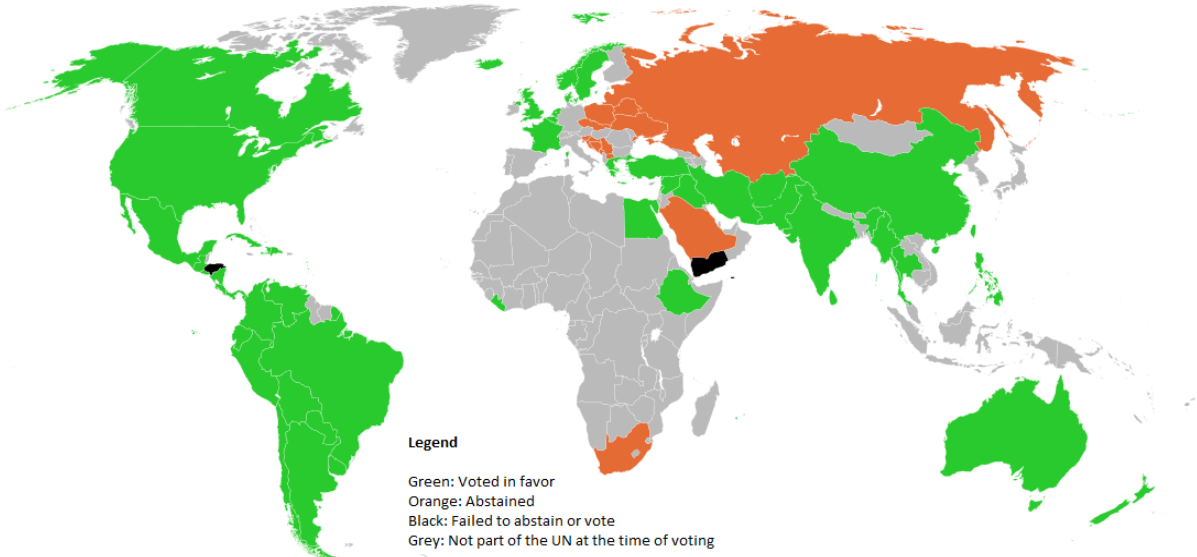 Legend
Green: Voted in favor
Orange: Abstained
Black: Failed to abstain or vote
Grey: Not part of the UN at the time of voting